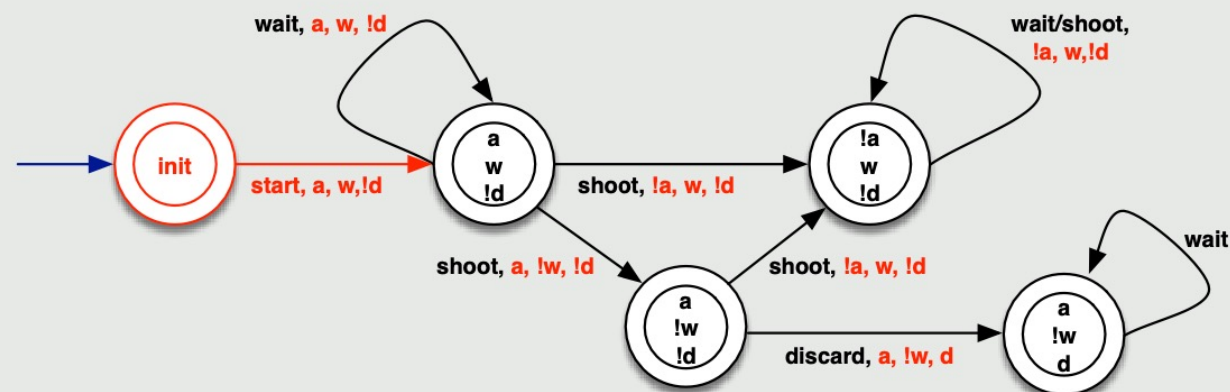 wait, a, w, !d
wait/shoot,
!a, w,!d
init
start, a, w,!d
a
w
!d
shoot, !a, w, !d
!a
w
!d
shoot, a, !w, !d
a
!w
!d
shoot, !a, w, !d
discard, a, !w, d
a
!w
d
wait